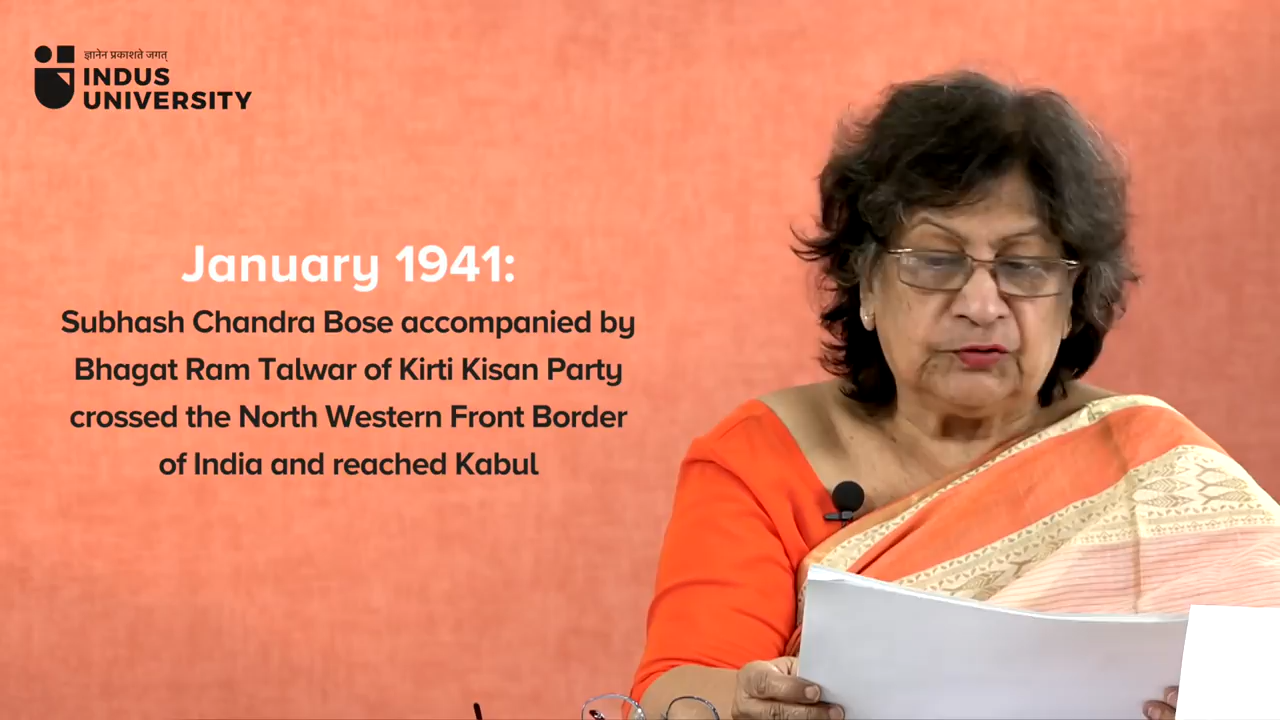 ज्ञानेन प्रकाशते जगत्
INDUS
UNIVERSITY
January 1941:
Subhash Chandra Bose accompanied by
Bhagat Ram Talwar of Kirti Kisan Party
crossed the North Western Front Border
of India and reached Kabul